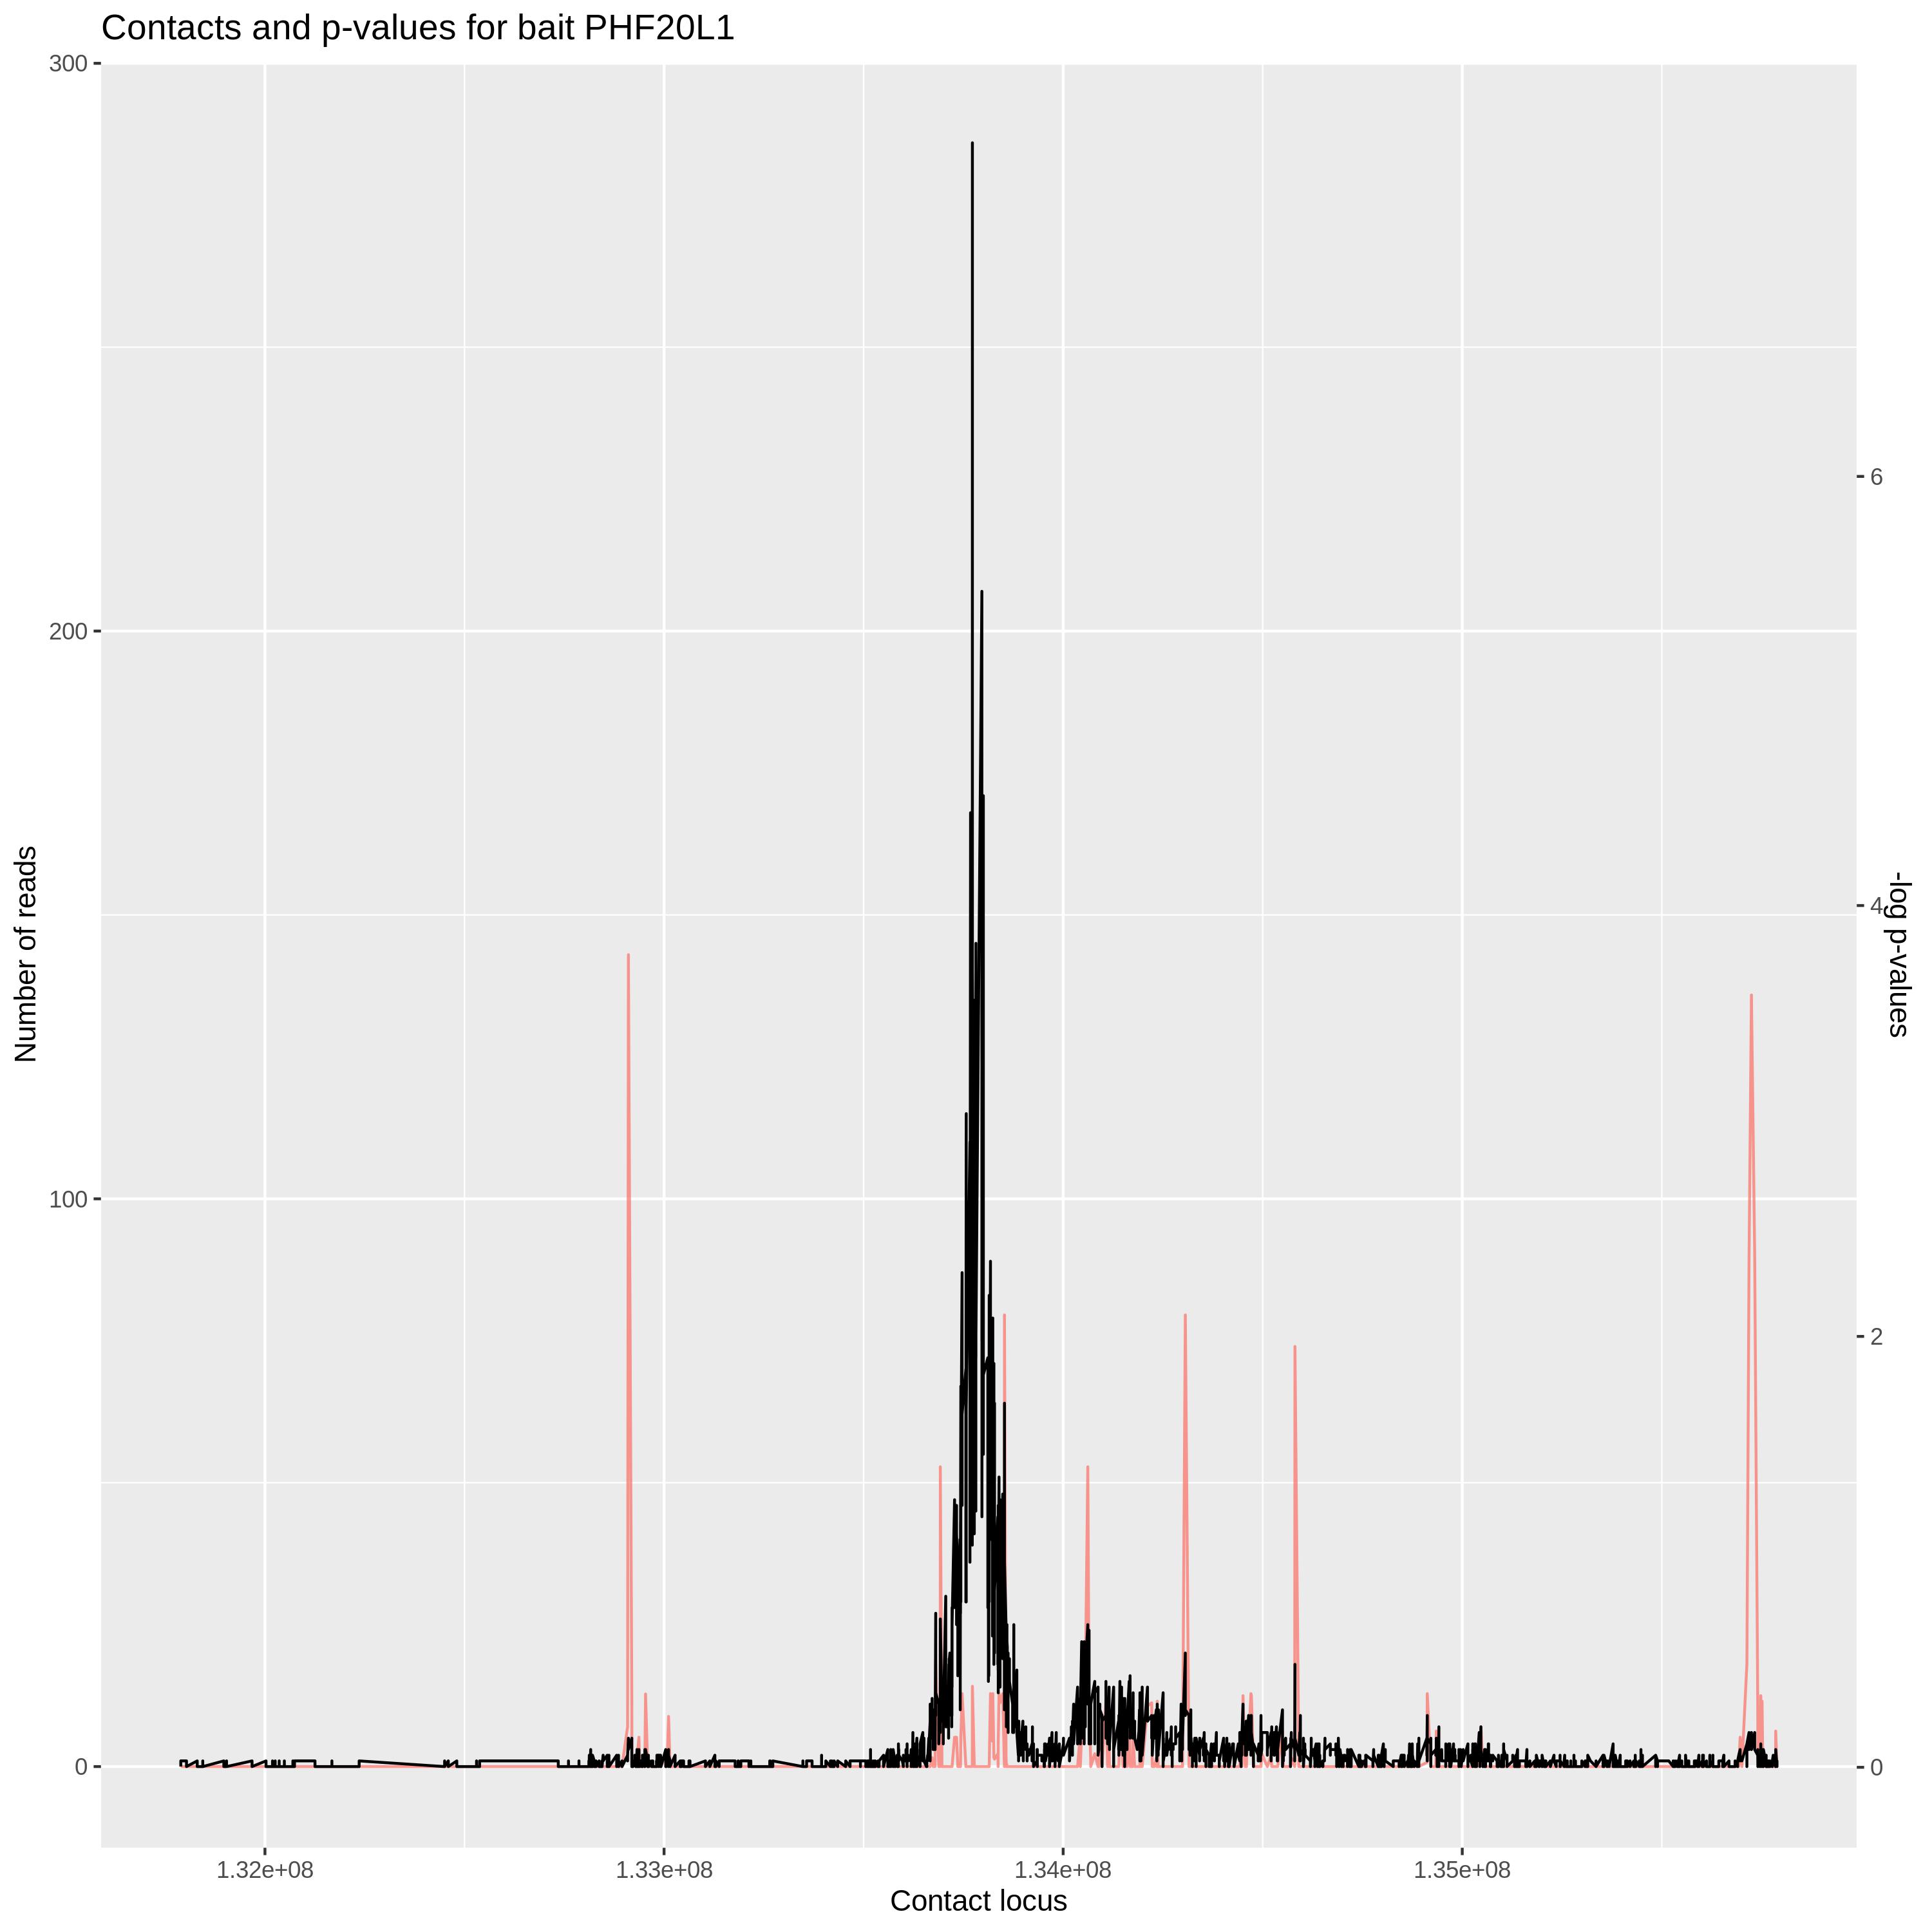 Contacts and p-values for bait PHF20L1
300
200
100
0
Number of reads
6
4
2
0
-log p-values
1.32e+08
1.33e+08
1.34e+08
1.35e+08
Contact locus